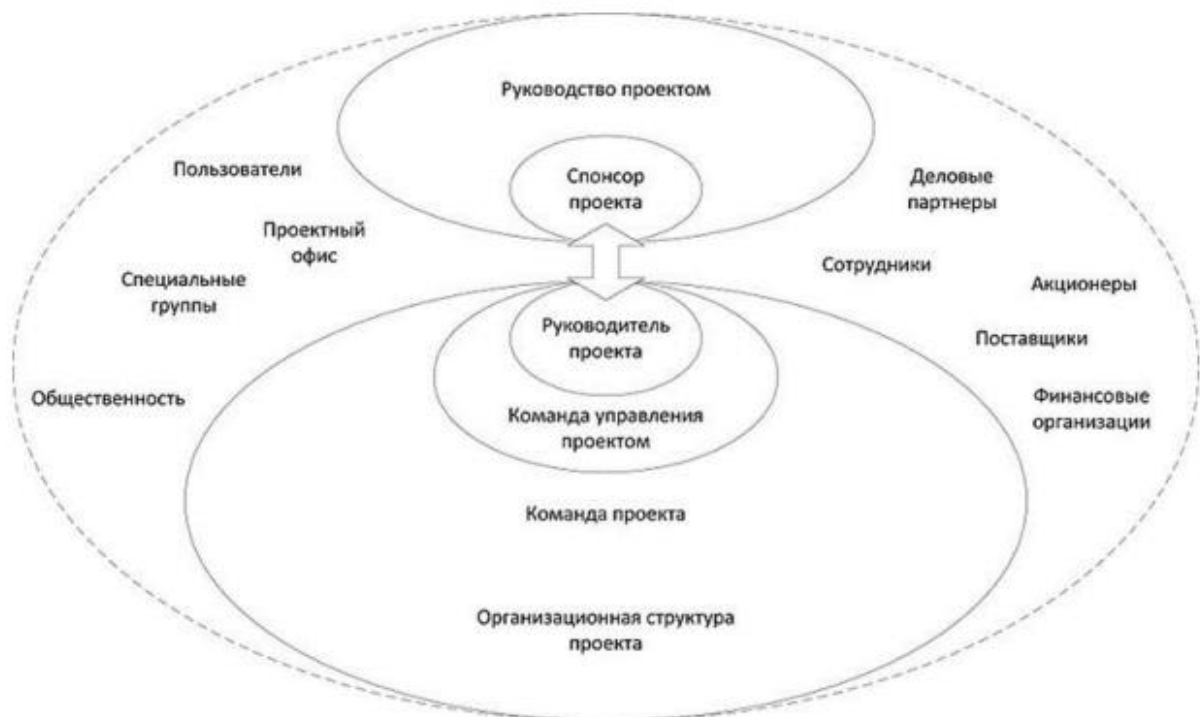 Руководство проектом
Пользователи
Спонсор
проекта
Деловые
партнеры
Проектный
офис
Сотрудники
Специальные
группы
Акционеры
Руководитель
проекта
Поставщики
Общественность
Финансовые
организации
Команда управления
проектом
Команда проекта
Организационная структура
проекта